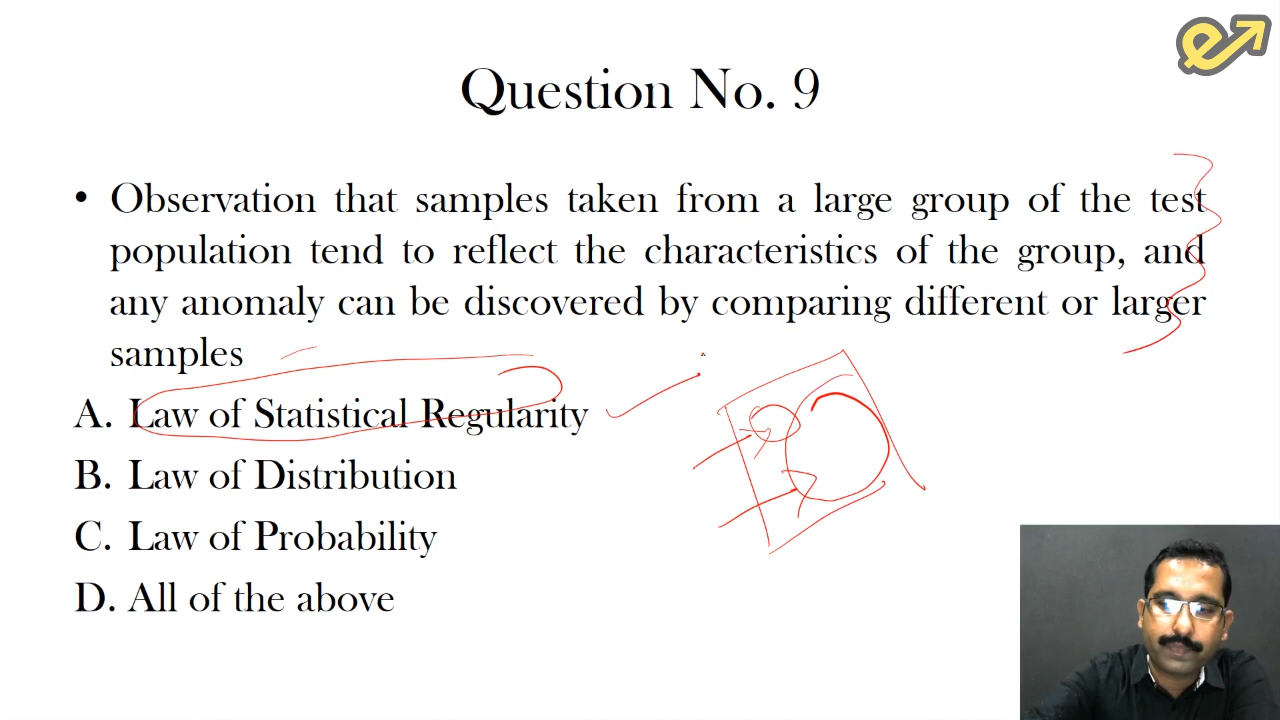 Question No. 9
• Observation that samples taken from a large group of the test
population tend to reflect the characteristics of the group, and
any anomaly can be discovered by comparing different or larger
samples
A. Law of Statistical Regularity
B. Law of Distribution
C. Law of Probability
D. All of the above